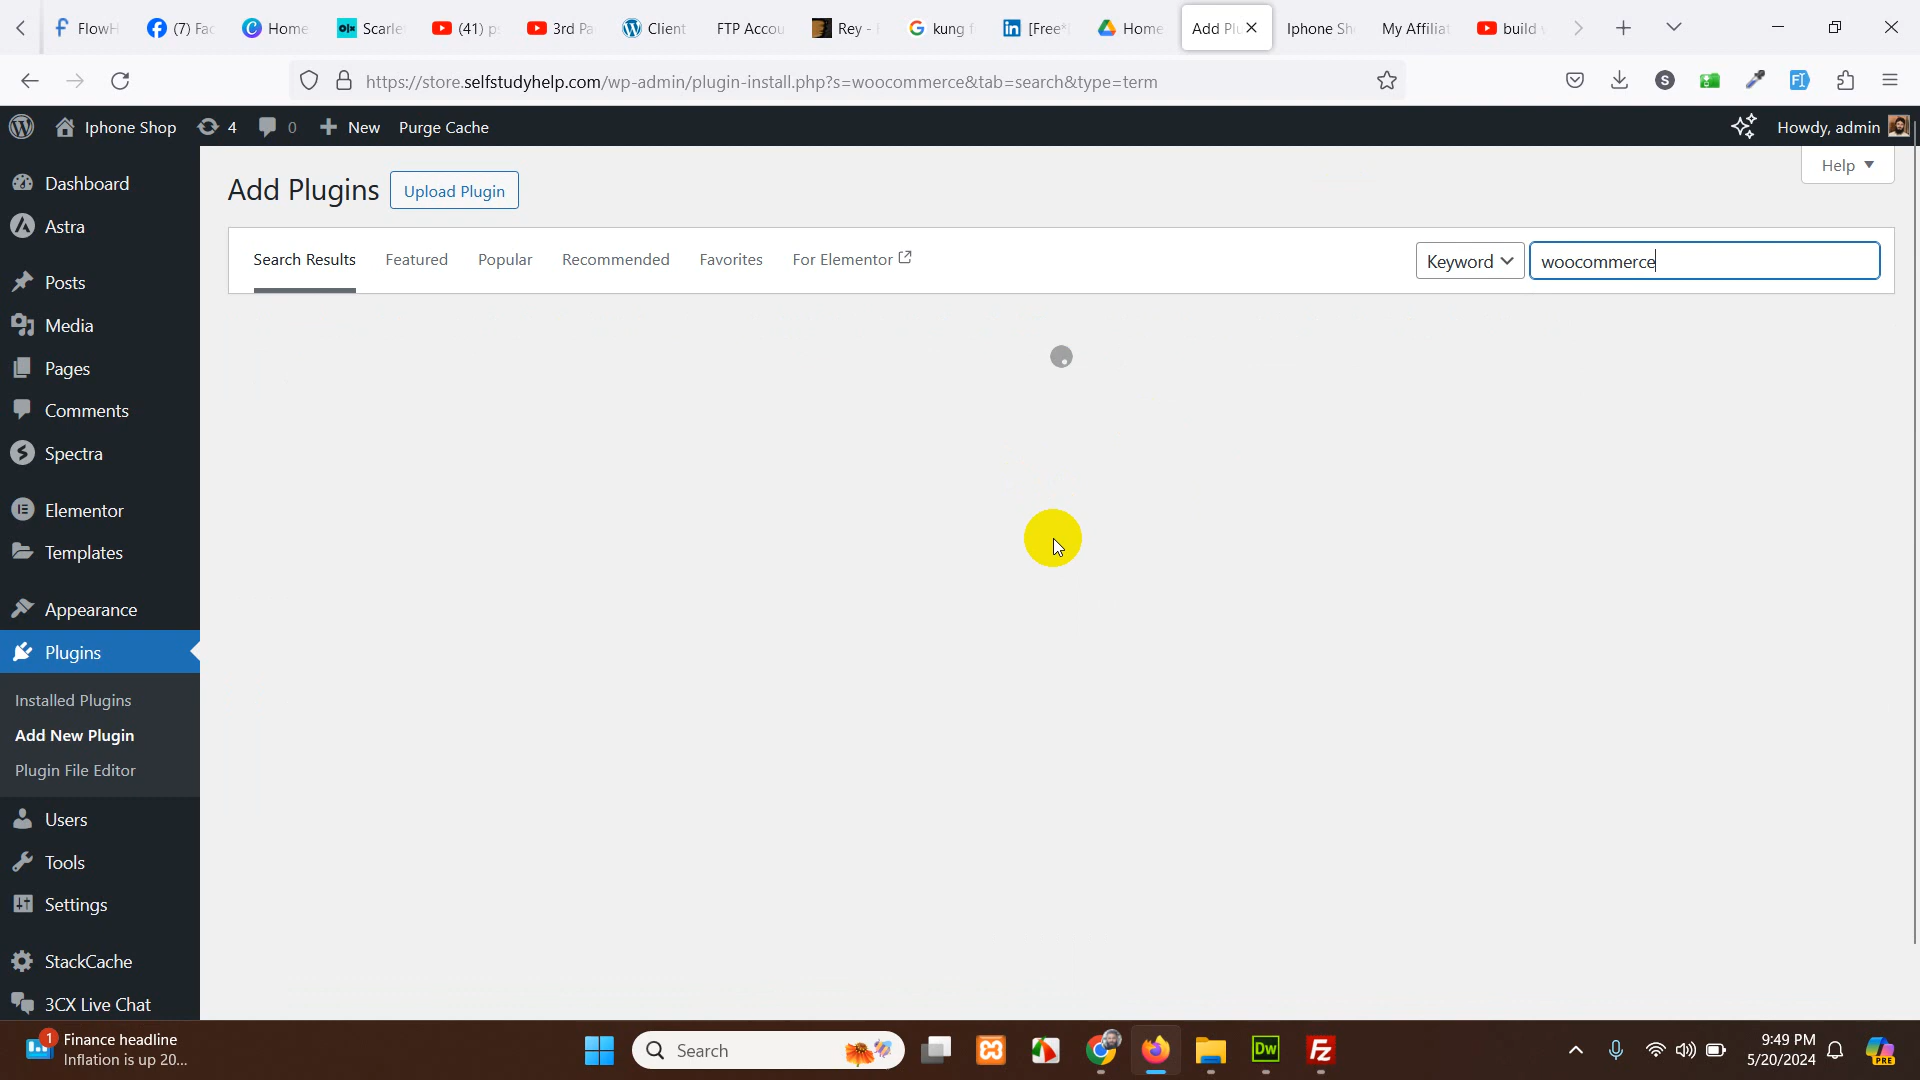 FlowH
(7) Fac
Home
Scarle
(41) p
3rd Pa
Client
FTP Accou
Rey -
kung f
[Free*
Home
Add Plu
Iphone Sh
My Affiliat
build
https://store.selfstudyhelp.com/wp-admin/plugin-install.php?s=woocommerce&tab=search&type=term
Iphone Shop
4
0
New
Purge Cache
Howdy, admin
Help
Dashboard
Astra
Posts
Media
Pages
Comments
Spectra
Elementor
Templates
Appearance
Plugins
Installed Plugins
Add New Plugin
Plugin File Editor
Users
Tools
Settings
StackCache
3CX Live Chat
Add Plugins
Upload Plugin
Search Results
Featured
Popular
Recommended
Favorites
For Elementor
Keyword
woocommerce
1
Finance headline
Inflation is up 20...
Search
Dw
Fz
9:49 PM
5/20/2024
PRE